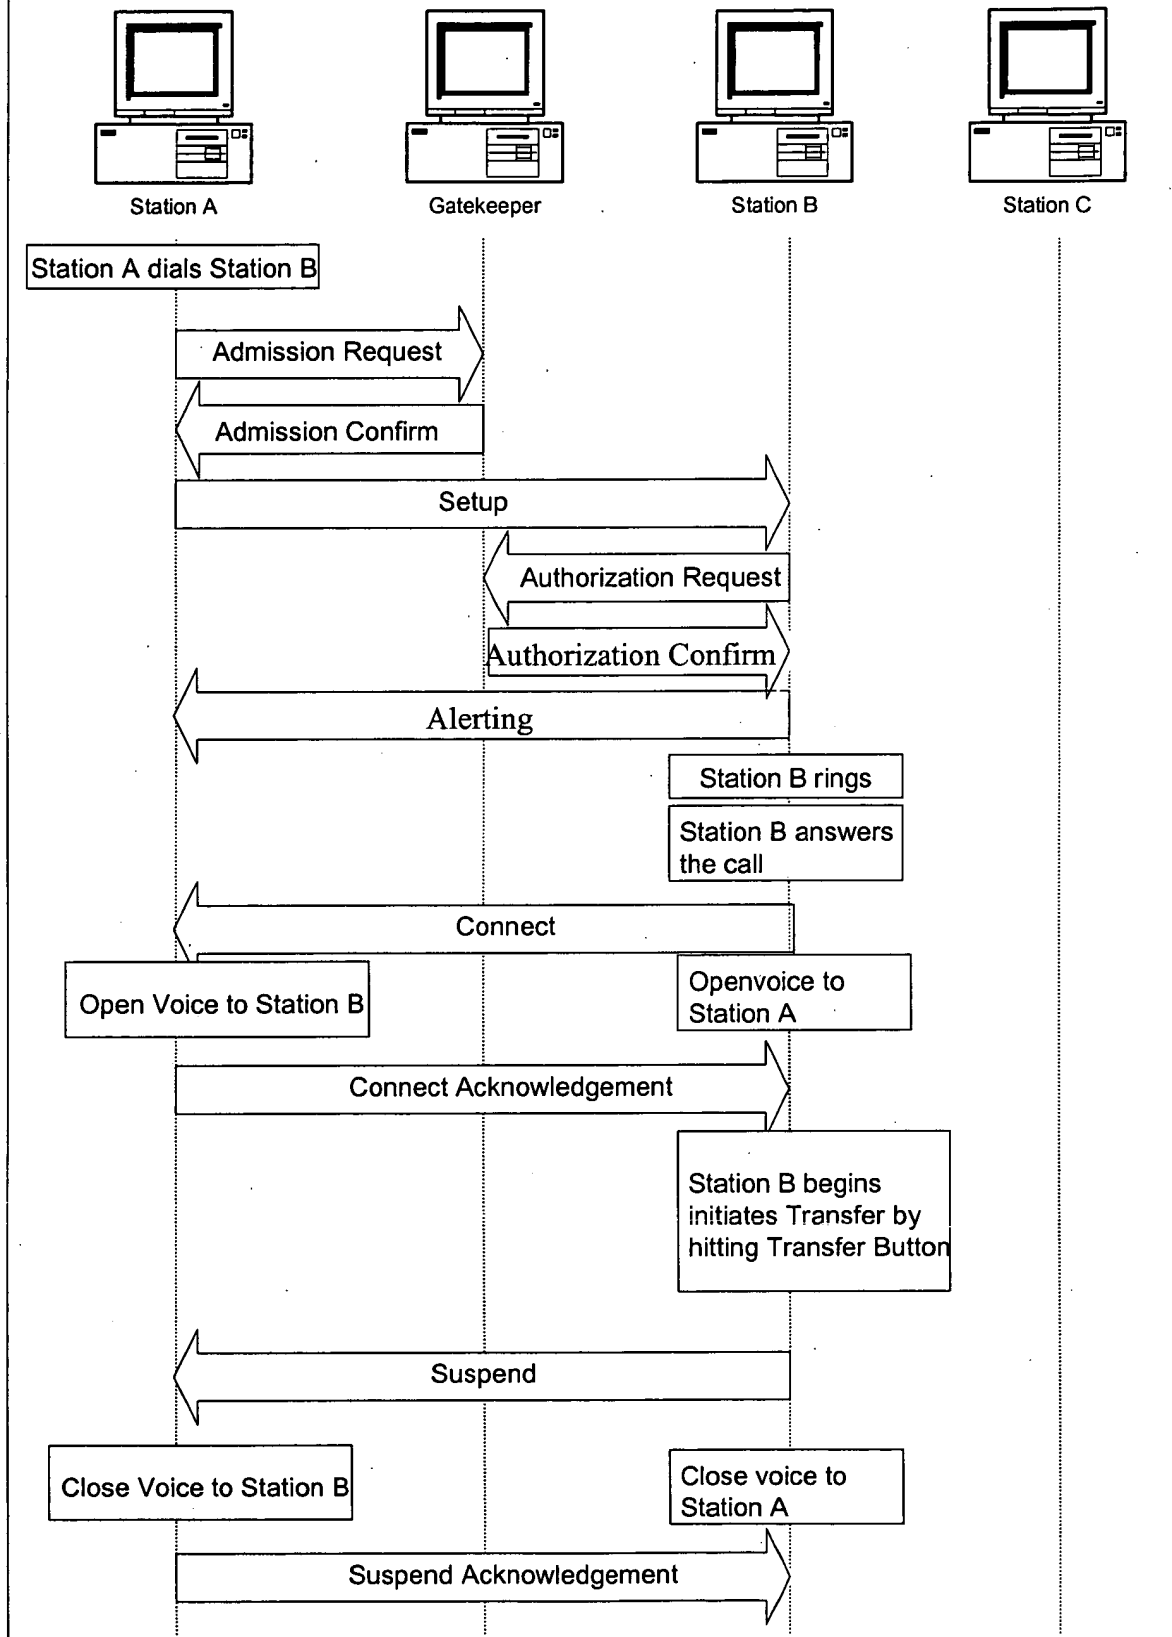 Station A
Gatekeeper
Station B
Station C
Station A dials Station B
Admission Request
Admission Confirm
Setup
Authorization Request
Authorization Confirm
Alerting
Station B rings
Station B answers
the call
Connect
Open Voice to Station B
Openvoice to
Station A
Connect Acknowledgement
Station B begins
initiates Transfer by
hitting Transfer Button
Suspend
Close Voice to Station B
Close voice to
Station A
Suspend Acknowledgement